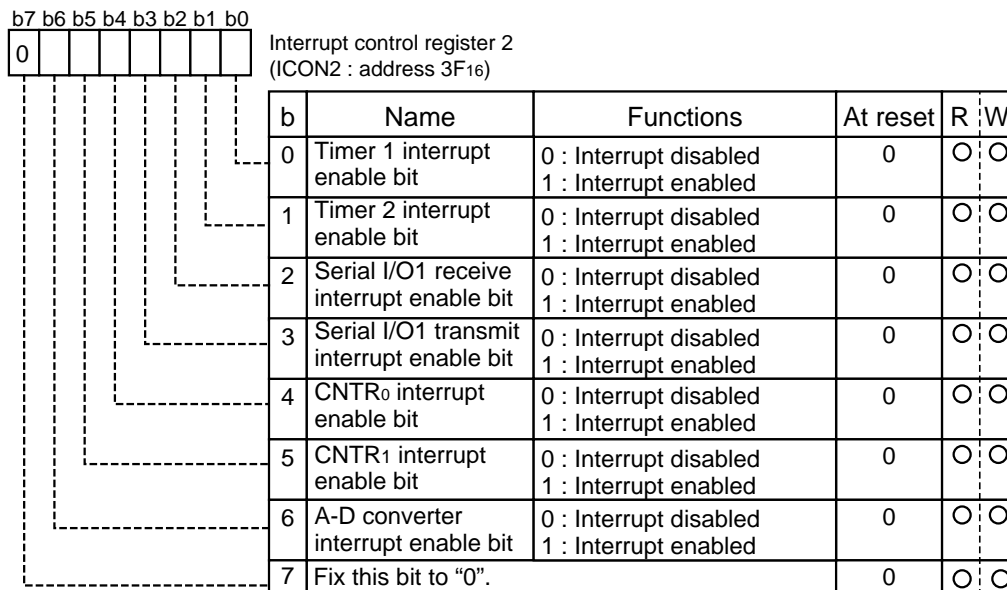 b7 b6 b5 b4 b3 b2 b1 b0
0
Interrupt control register 2
(ICON2 : address 3F16)
b Name Functions At reset R W
0 Timer 1 interrupt enable bit 0 : Interrupt disabled 0
1 : Interrupt enabled
1 Timer 2 interrupt enable bit 0 : Interrupt disabled 0
1 : Interrupt enabled
2 Serial I/O1 receive interrupt enable bit 0 : Interrupt disabled 0
1 : Interrupt enabled
3 Serial I/O1 transmit interrupt enable bit 0 : Interrupt disabled 0
1 : Interrupt enabled
4 CNTR0 interrupt enable bit 0 : Interrupt disabled 0
1 : Interrupt enabled
5 CNTR1 interrupt enable bit 0 : Interrupt disabled 0
1 : Interrupt enabled
6 A-D converter interrupt enable bit 0 : Interrupt disabled 0
1 : Interrupt enabled
7 Fix this bit to “0”. 0